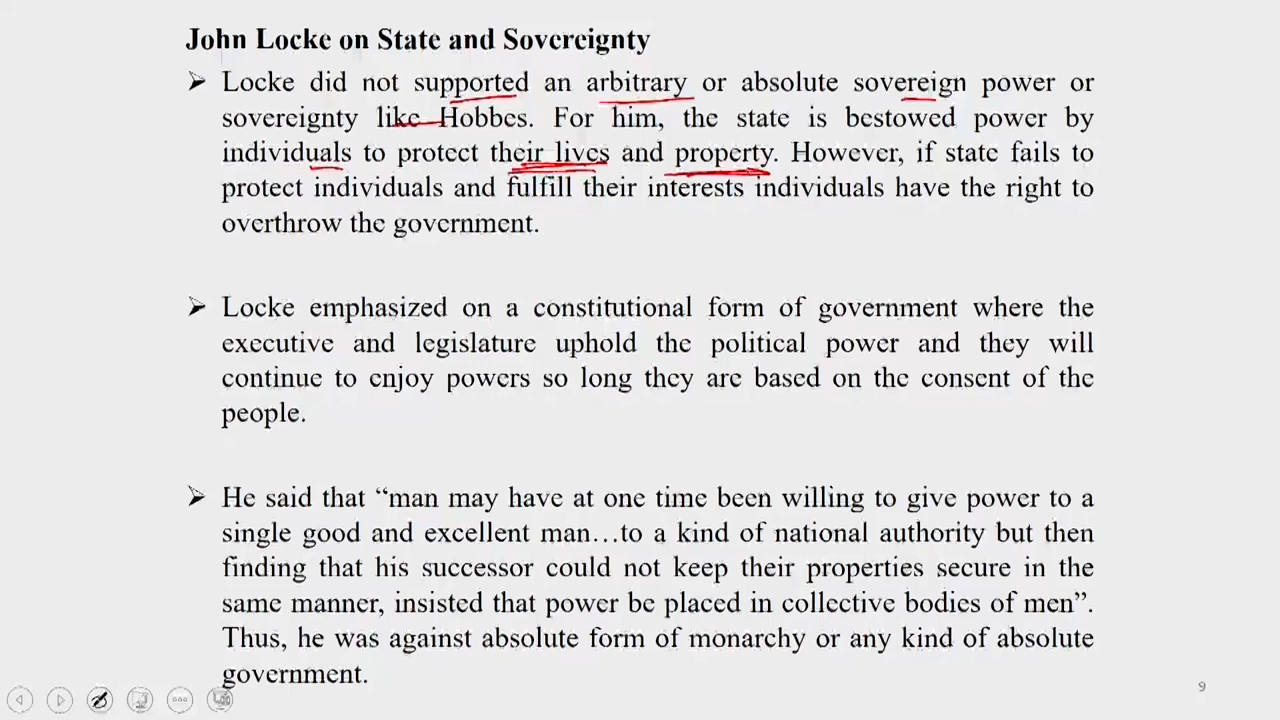 John Locke on State and Sovereignty
➢ Locke did not supported an arbitrary or absolute sovereign power or
sovereignty like Hobbes. For him, the state is bestowed power by
individuals to protect their lives and property. However, if state fails to
protect individuals and fulfill their interests individuals have the right to
overthrow the government.
➢ Locke emphasized on a constitutional form of government where the
executive and legislature uphold the political power and they will
continue to enjoy powers so long they are based on the consent of the
people.
➢ He said that “man may have at one time been willing to give power to a
single good and excellent man…to a kind of national authority but then
finding that his successor could not keep their properties secure in the
same manner, insisted that power be placed in collective bodies of men”.
Thus, he was against absolute form of monarchy or any kind of absolute
government.
9